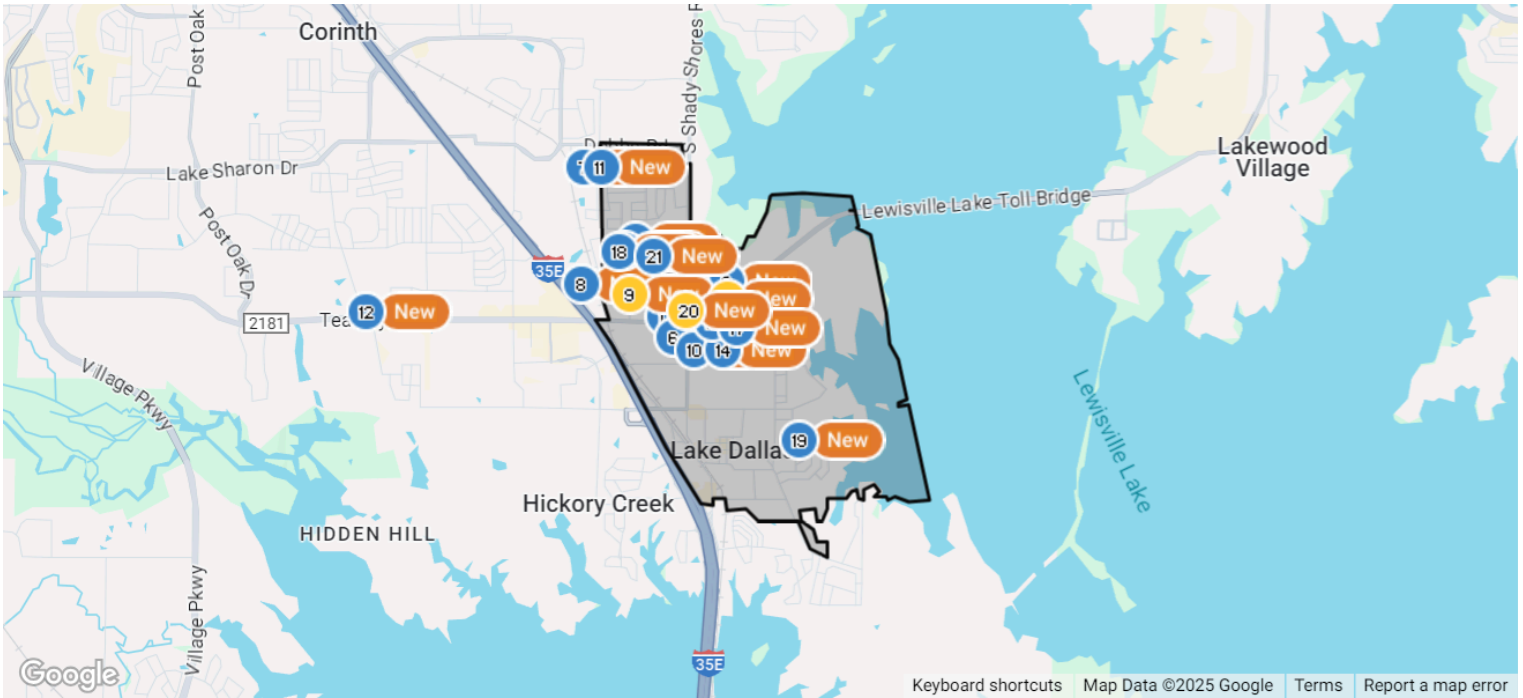 Corinth
Post Oak
S Shady Shores R
Lakewood
Village
Lake Sharon Dr
7
11
New
Lewisville Lake Toll Bridge
Post Oak Dr
18
21
New
35E
8
9
New
12
New
2181
Tea
20
New
New
6
New
10
14
New
Village Pkwy
Lewisville Lake
Lake Dalla
19
New
Hickory Creek
HIDDEN HILL
Village Pkwy
35E
Google
Keyboard shortcuts
Map Data ©2025 Google
Terms
Report a map error